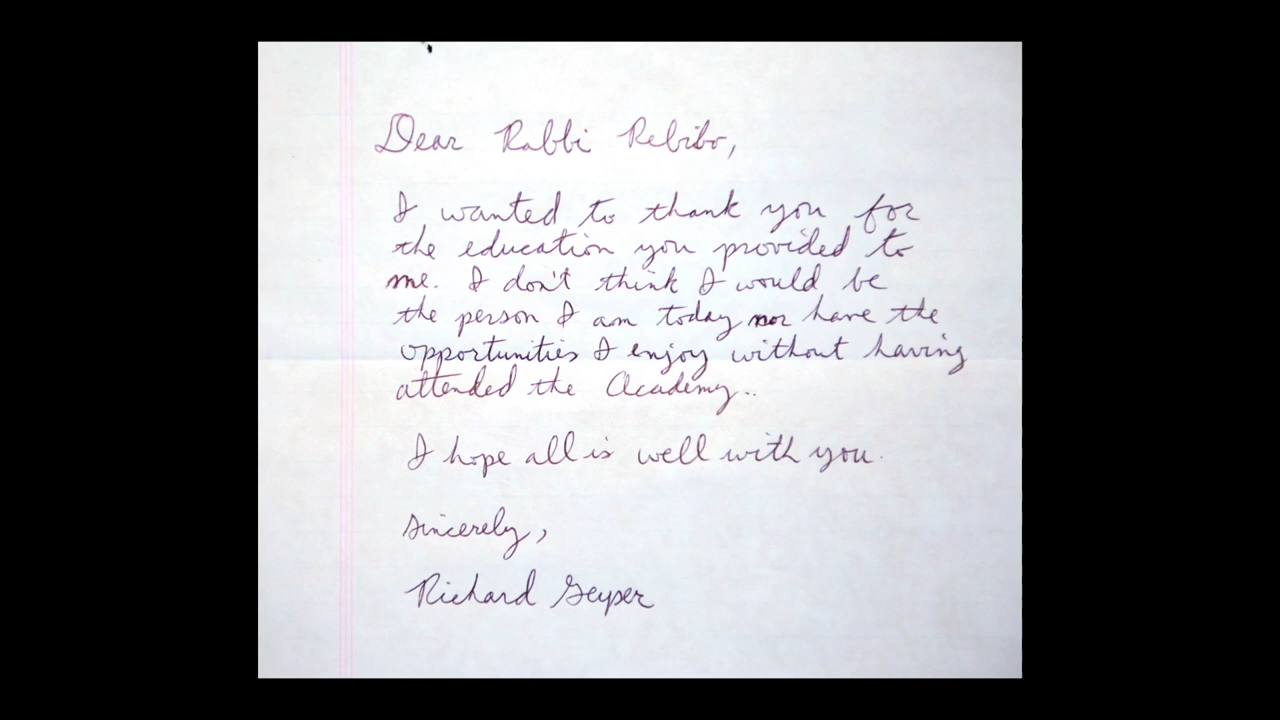 Dear Rabbi Rebibo,
I wanted to thank you for
the education you provided to
me. I don't think I would be
the person I am today nor have the
opportunities I enjoy without having
attended the Academy..
I hope all is well with you.
Sincerely,
Richard Geyser